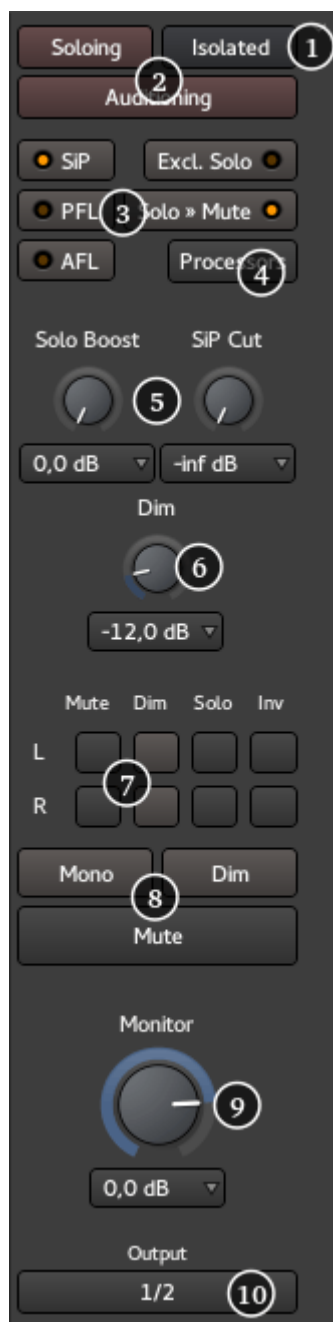 Soloing Isolated 1
2
Auditioning
SiP Excl. Solo
PFL 3 Solo » Mute
AFL Processors 4
Solo Boost SiP Cut
5
0,0 dB -inf dB
Dim
6
-12,0 dB
Mute Dim Solo Inv
L
7
R
Mono Dim
8
Mute
Monitor
9
0,0 dB
Output
1/2 10